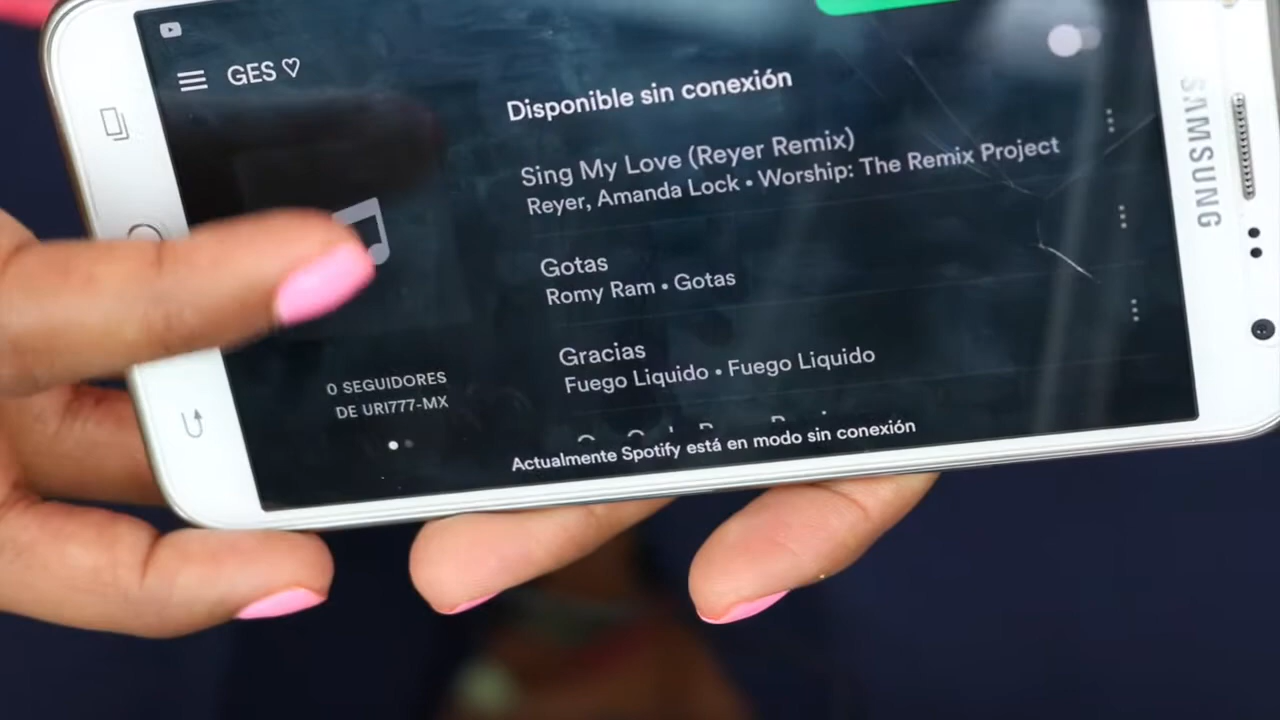 GES ♡
0 SEGUIDORES
DE URI777-MX
Disponible sin conexión
Sing My Love (Reyer Remix)
Reyer, Amanda Lock • Worship: The Remix Project
Gotas
Romy Ram • Gotas
Gracias
Fuego Liquido • Fuego Liquido
Actualmente Spotify está en modo sin conexión
SAMSUNG